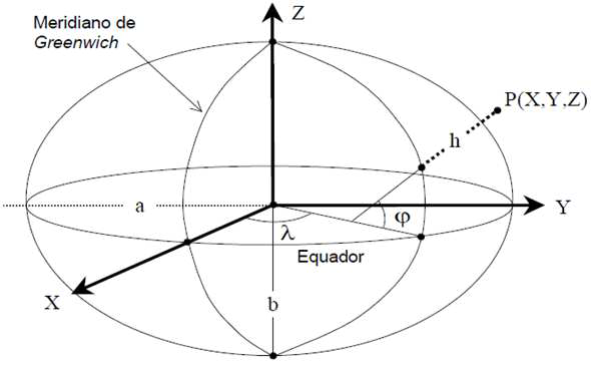 Z
Meridiano de
Greenwich
P(X,Y,Z)
h
a
Y
φ
λ
Equador
X
b